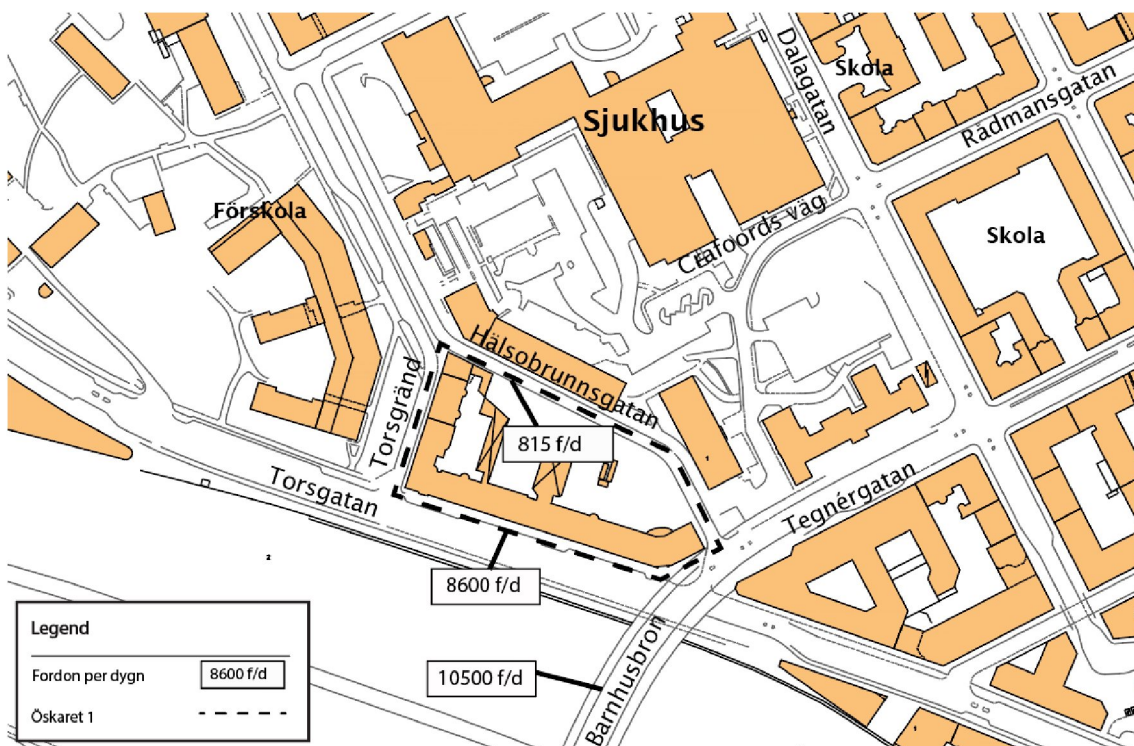 Dalagatan
Skola
Rådmansgatan
Sjukhus
Förskola
Crafoords väg
Skola
Hälsobrunnsgatan
Torsgränd
815 f/d
Torsgatan
Tegnérgatan
8600 f/d
10500 f/d
Barnhusbron
Legend
Fordon per dygn
8600 f/d
Öskaret 1
2